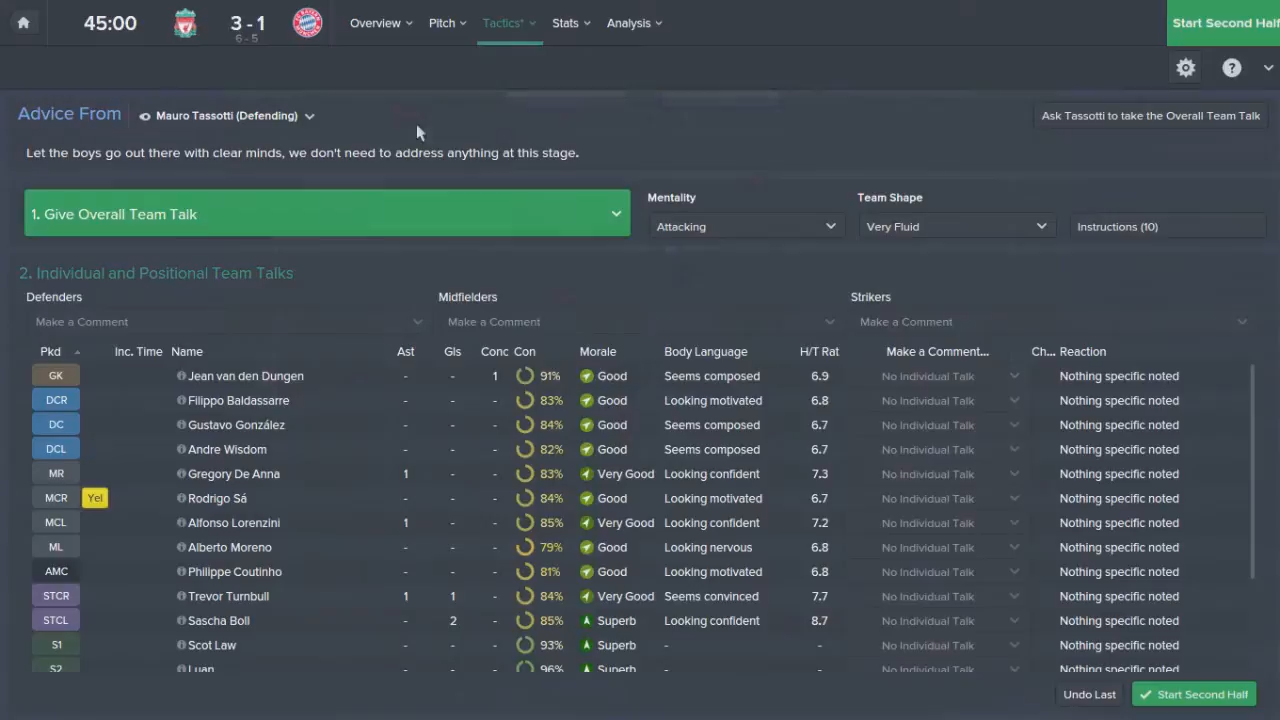 45:00 3 - 1 Overview Pitch Tactics* Stats Analysis Start Second Half
6 - 5
Advice From Mauro Tassotti (Defending) Ask Tassotti to take the Overall Team Talk
Let the boys go out there with clear minds, we don't need to address anything at this stage.
Mentality Team Shape
1. Give Overall Team Talk Attacking Very Fluid Instructions (10)
2. Individual and Positional Team Talks
Defenders Midfielders Strikers
Make a Comment Make a Comment Make a Comment
Pkd Inc. Time Name Ast Gls Conc Con Morale Body Language H/T Rat Make a Comment... Ch... Reaction
GK Jean van den Dungen - - 1 91% Good Seems composed 6.9 No Individual Talk Nothing specific noted
DCR Filippo Baldassarre - - - 83% Good Looking motivated 6.8 No Individual Talk Nothing specific noted
DC Gustavo González - - - 84% Good Seems composed 6.7 No Individual Talk Nothing specific noted
DCL Andre Wisdom - - - 82% Good Seems composed 6.7 No Individual Talk Nothing specific noted
MR Gregory De Anna 1 - - 83% Very Good Looking confident 7.3 No Individual Talk Nothing specific noted
MCR Yel Rodrigo Sá - - - 84% Good Looking motivated 6.7 No Individual Talk Nothing specific noted
MCL Alfonso Lorenzini 1 - - 85% Very Good Looking confident 7.2 No Individual Talk Nothing specific noted
ML Alberto Moreno - - - 79% Good Looking nervous 6.8 No Individual Talk Nothing specific noted
AMC Philippe Coutinho - - - 81% Good Looking motivated 6.8 No Individual Talk Nothing specific noted
STCR Trevor Turnbull 1 1 - 84% Very Good Seems convinced 7.7 No Individual Talk Nothing specific noted
STCL Sascha Boll - 2 - 85% Superb Looking confident 8.7 No Individual Talk Nothing specific noted
S1 Scot Law - - - 93% Superb - - No Individual Talk Nothing specific noted
S2 Luan - - - 96% Superb - - No Individual Talk Nothing specific noted
Undo Last Start Second Half